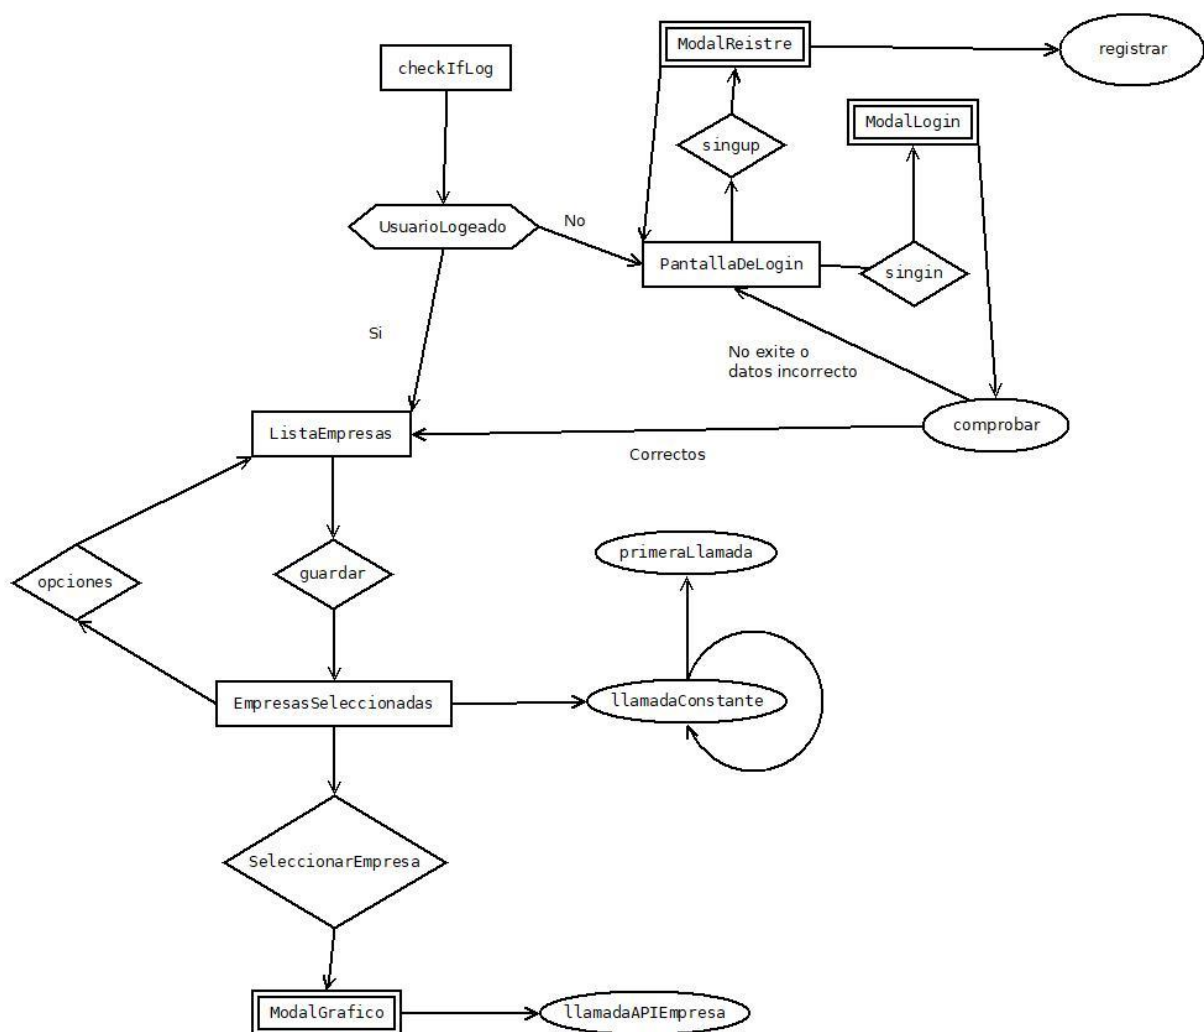 ModalReistre
registrar
checkIfLog
ModalLogin
singup
No
UsuarioLogeado
PantallaDeLogin
singin
Si
No exite o
datos incorrecto
ListaEmpresas
comprobar
Correctos
primeraLlamada
opciones
guardar
EmpresasSeleccionadas
llamadaConstante
SeleccionarEmpresa
ModalGrafico
llamadaAPIEmpresa